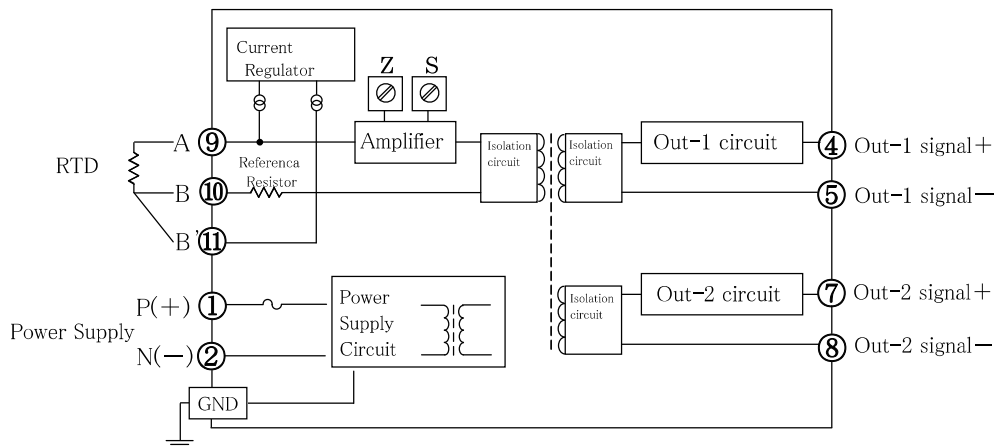 Current
Regulator
Z
S
Amplifier
A
⑨
RTD
Referenca
Resistor
B
⑩
B'
⑪
Isolation
circuit
Isolation
circuit
Out-1 circuit
④
Out-1 signal+
⑤
Out-1 signal-
P(+)
①
Power Supply
N(-)
②
Power
Supply
Circuit
GND
Isolation
circuit
Out-2 circuit
⑦
Out-2 signal+
⑧
Out-2 signal-